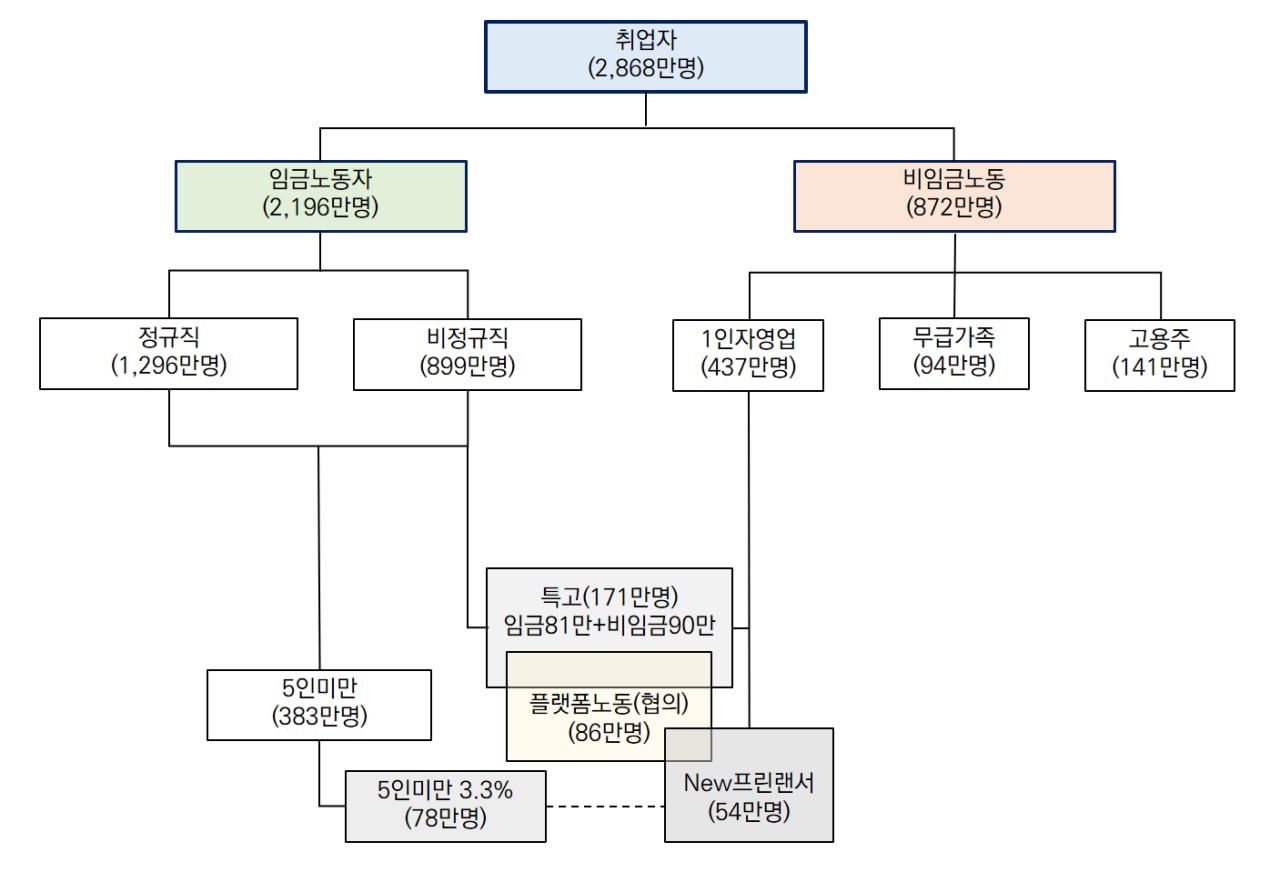 취업자
(2,868만명)
임금노동자
(2,196만명)
비임금노동
(872만명)
정규직
(1,296만명)
비정규직
(899만명)
1인자영업
(437만명)
무급가족
(94만명)
고용주
(141만명)
특고(171만명)
임금81만+비임금90만
플랫폼노동(협의)
(86만명)
5인미만
(383만명)
5인미만 3.3%
(78만명)
New프린랜서
(54만명)